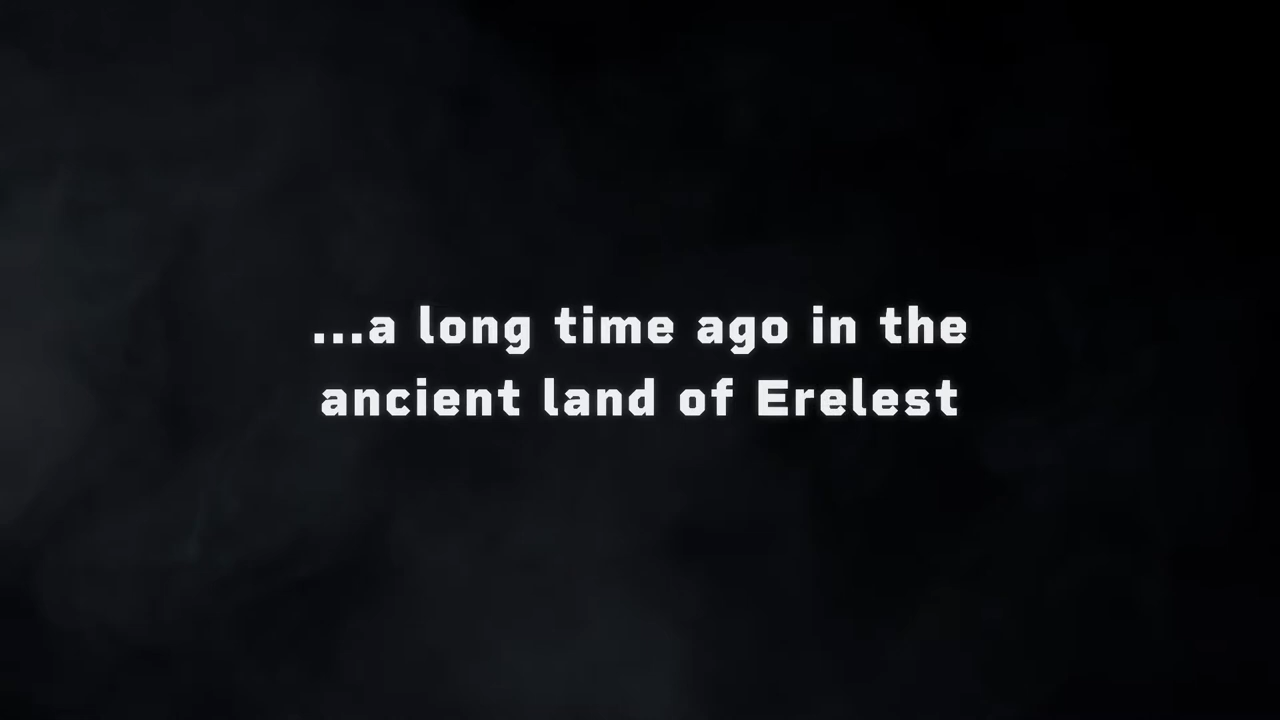 ...a long time ago in the
ancient land of Erelest